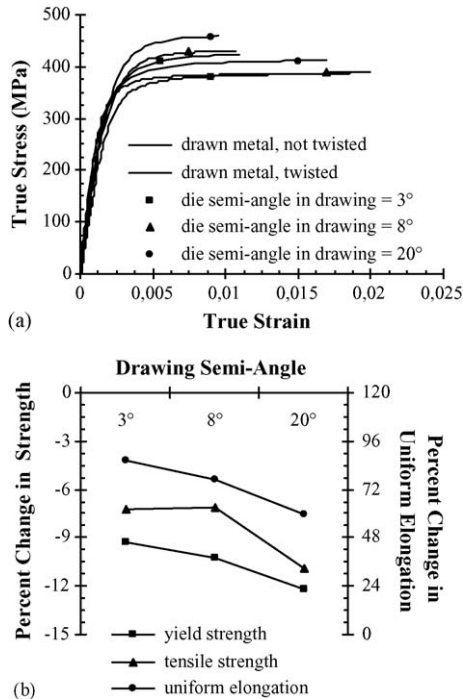 500
400
300
200
100
0
True Stress (MPa)
drawn metal, not twisted
drawn metal, twisted
die semi-angle in drawing = 3°
die semi-angle in drawing = 8°
die semi-angle in drawing = 20°
0 0,005 0,01 0,015 0,02 0,025
(a) True Strain
Drawing Semi-Angle
0 120
3° 8° 20°
-3 96
-6 72
-9 48
-12 24
-15 0
Percent Change in Strength
Percent Change in
Uniform Elongation
yield strength
tensile strength
(b) uniform elongation